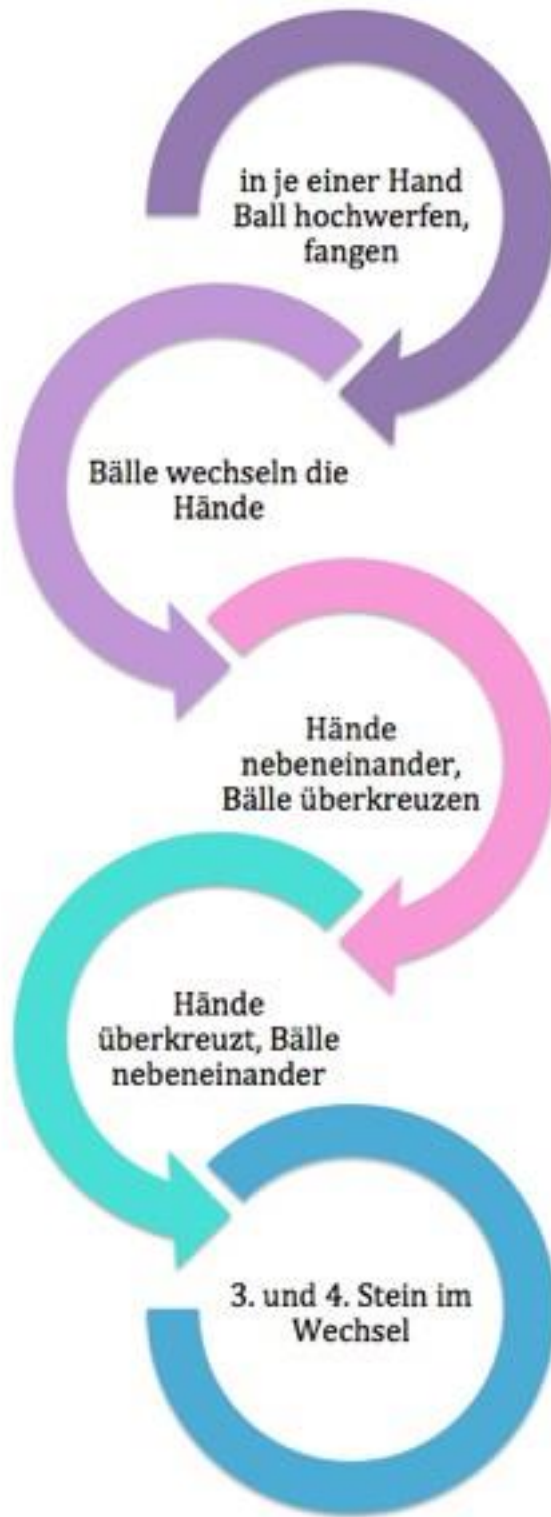 in je einer Hand
Ball hochwerfen,
fangen
Bälle wechseln die
Hände
Hände
nebeneinander,
Bälle überkreuzen
Hände
überkreuzt, Bälle
nebeneinander
3. und 4. Stein im
Wechsel